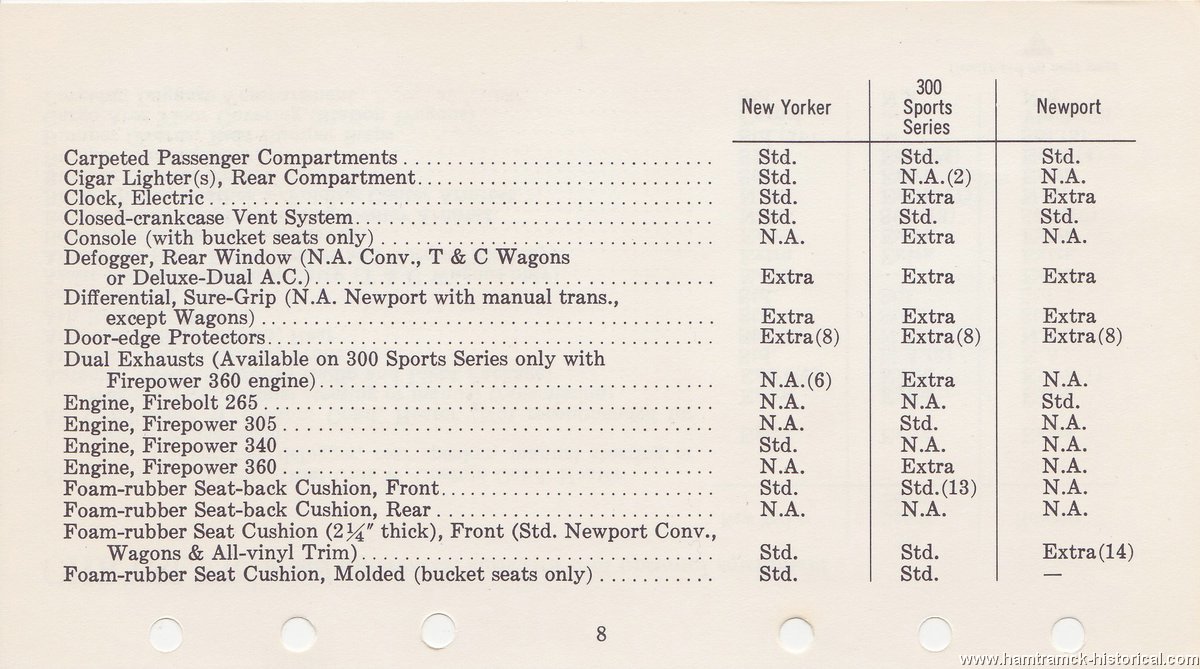 New Yorker 300 Sports Series Newport
Carpeted Passenger Compartments Std. Std. Std.
Cigar Lighter(s), Rear Compartment Std. N.A.(2) N.A.
Clock, Electric Std. Extra Extra
Closed-crankcase Vent System Std. Std. Std.
Console (with bucket seats only) N.A. Extra N.A.
Defogger, Rear Window (N.A. Conv., T & C Wagons
or Deluxe-Dual A.C.) Extra Extra Extra
Differential, Sure-Grip (N.A. Newport with manual trans.,
except Wagons) Extra Extra Extra
Door-edge Protectors Extra(8) Extra(8) Extra(8)
Dual Exhausts (Available on 300 Sports Series only with
Firepower 360 engine) N.A.(6) Extra N.A.
Engine, Firebolt 265 N.A. N.A. Std.
Engine, Firepower 305 N.A. Std. N.A.
Engine, Firepower 340 Std. N.A. N.A.
Engine, Firepower 360 N.A. Extra N.A.
Foam-rubber Seat-back Cushion, Front Std. Std.(13) N.A.
Foam-rubber Seat-back Cushion, Rear N.A. N.A. N.A.
Foam-rubber Seat Cushion (2¼″ thick), Front (Std. Newport Conv.,
Wagons & All-vinyl Trim) Std. Std. Extra(14)
Foam-rubber Seat Cushion, Molded (bucket seats only) Std. Std. —
8
www.hamtramck-historical.com